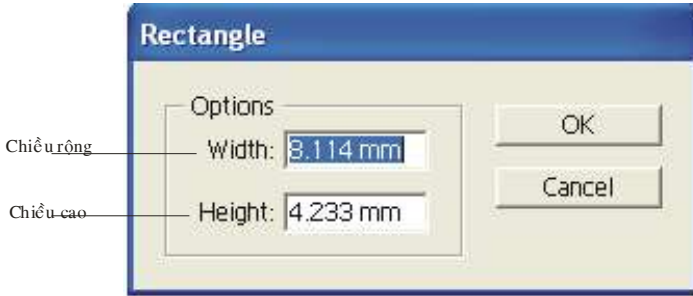 Rectangle
Options
Chiều rộng Width: 8.114 mm OK
Chiều cao Height: 4.233 mm Cancel